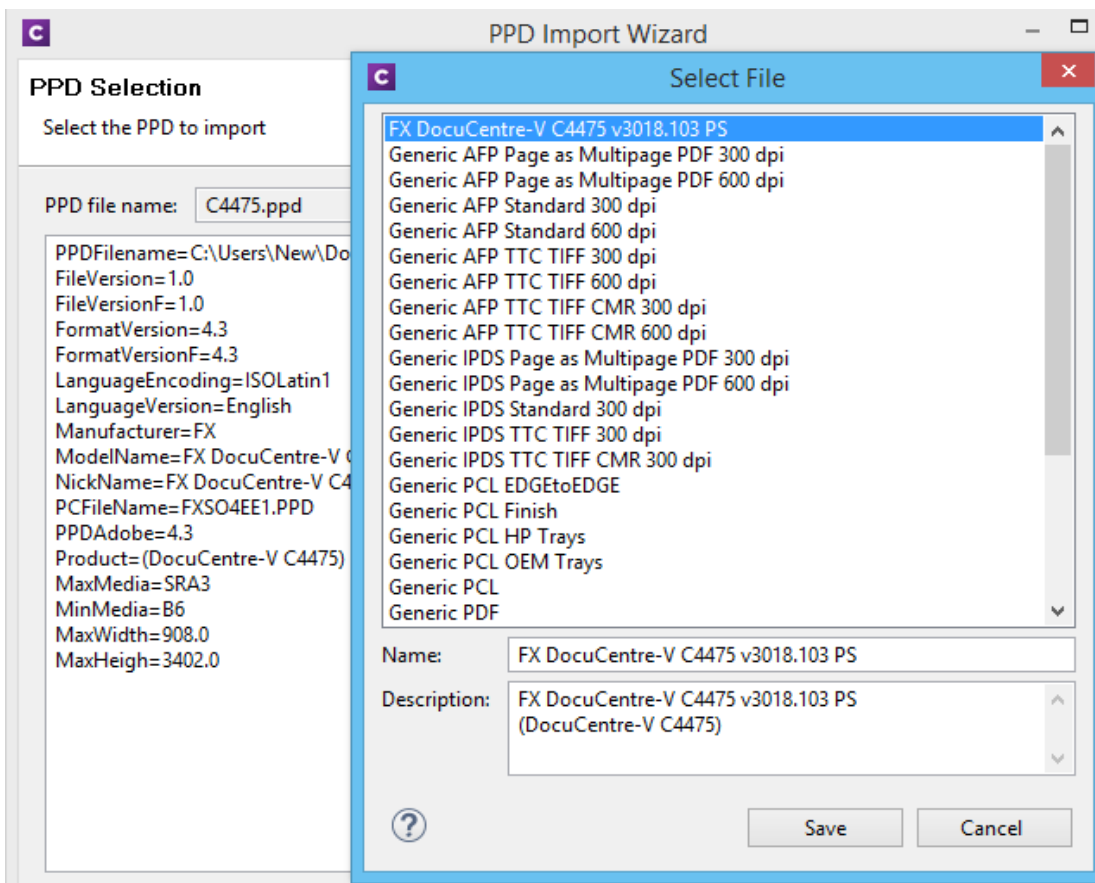 C
PPD Import Wizard
PPD Selection
Select the PPD to import
PPD file name: C4475.ppd
PPDFilename=C:\Users\New\Do
FileVersion=1.0
FileVersionF=1.0
FormatVersion=4.3
FormatVersionF=4.3
LanguageEncoding=ISOLatin1
LanguageVersion=English
Manufacturer=FX
ModelName=FX DocuCentre-V
NickName=FX DocuCentre-V C4
PCFileName=FXSO4EE1.PPD
PPDAdobe=4.3
Product=(DocuCentre-V C4475)
MaxMedia=SRA3
MinMedia=B6
MaxWidth=908.0
MaxHeigh=3402.0
C
Select File
FX DocuCentre-V C4475 v3018.103 PS
Generic AFP Page as Multipage PDF 300 dpi
Generic AFP Page as Multipage PDF 600 dpi
Generic AFP Standard 300 dpi
Generic AFP Standard 600 dpi
Generic AFP TTC TIFF 300 dpi
Generic AFP TTC TIFF 600 dpi
Generic AFP TTC TIFF CMR 300 dpi
Generic AFP TTC TIFF CMR 600 dpi
Generic IPDS Page as Multipage PDF 300 dpi
Generic IPDS Page as Multipage PDF 600 dpi
Generic IPDS Standard 300 dpi
Generic IPDS TTC TIFF 300 dpi
Generic IPDS TTC TIFF CMR 300 dpi
Generic PCL EDGEtoEDGE
Generic PCL Finish
Generic PCL HP Trays
Generic PCL OEM Trays
Generic PCL
Generic PDF
Name: FX DocuCentre-V C4475 v3018.103 PS
Description: FX DocuCentre-V C4475 v3018.103 PS
(DocuCentre-V C4475)
?
Save Cancel